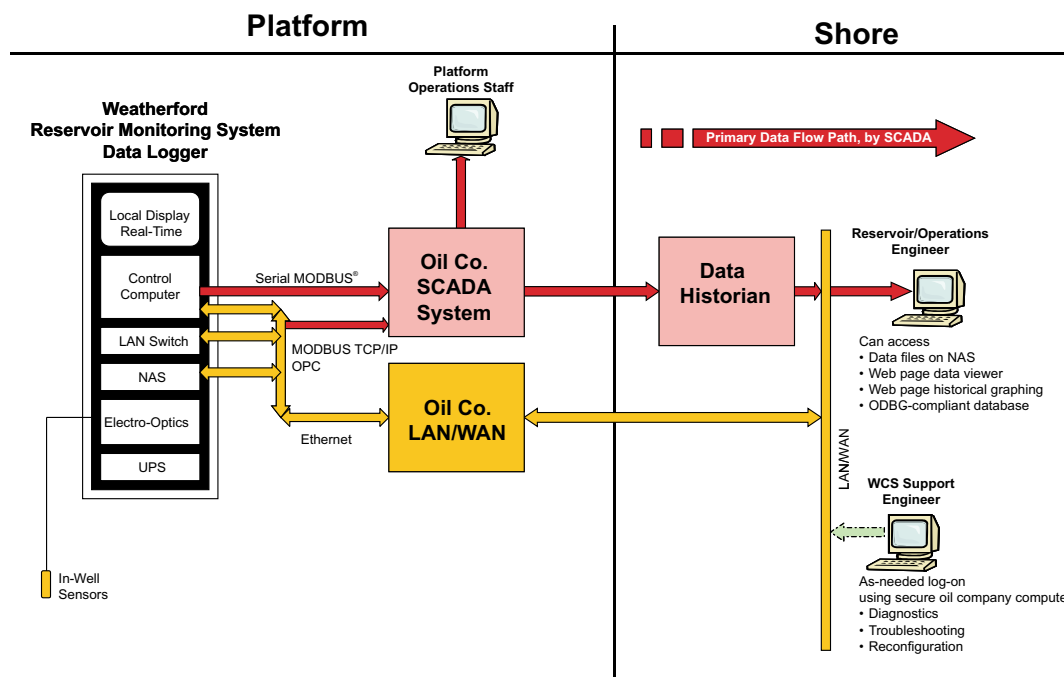 Platform
Shore
Platform
Operations Staff
Weatherford
Reservoir Monitoring System
Data Logger
Primary Data Flow Path, by SCADA
Local Display
Real-Time
Control
Computer
LAN Switch
NAS
Electro-Optics
UPS
In-Well
Sensors
Serial MODBUS®
MODBUS TCP/IP
OPC
Ethernet
Oil Co.
SCADA
System
Oil Co.
LAN/WAN
Data
Historian
LAN/WAN
Reservoir/Operations
Engineer
Can access
• Data files on NAS
• Web page data viewer
• Web page historical graphing
• ODBG-compliant database
WCS Support
Engineer
As-needed log-on
using secure oil company compute
• Diagnostics
• Troubleshooting
• Reconfiguration